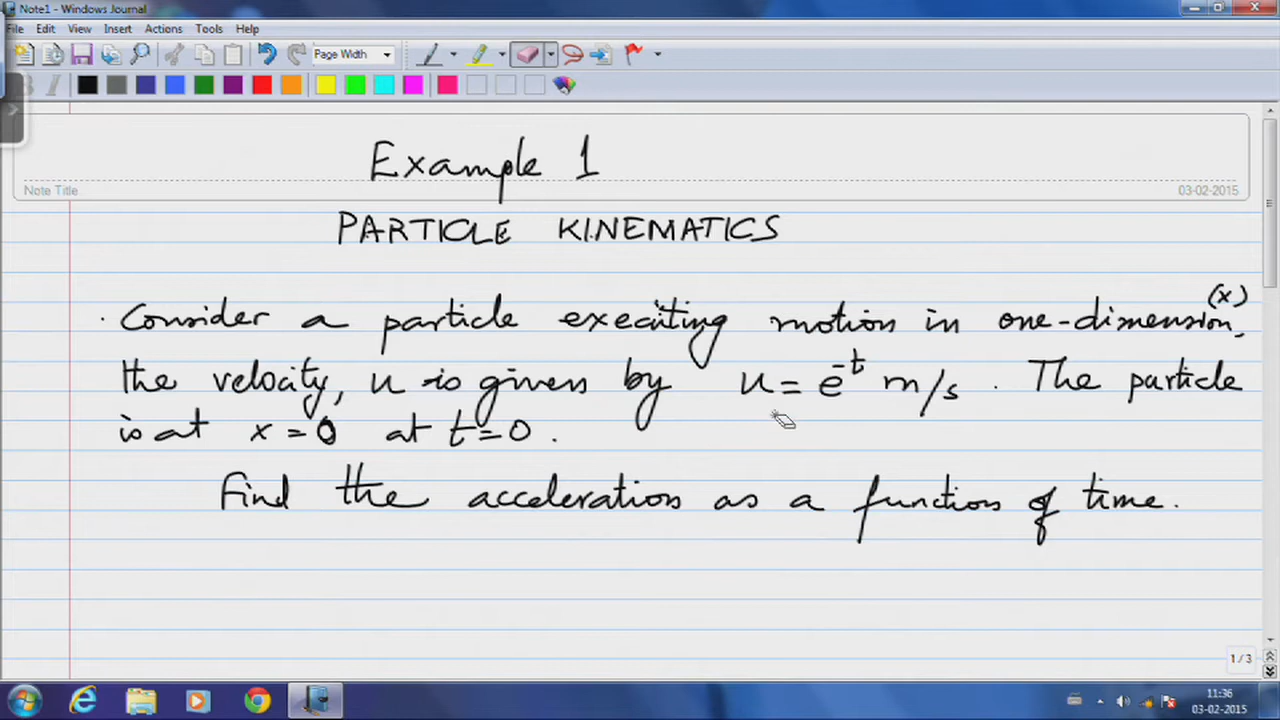 Note1 - Windows Journal
File Edit View Insert Actions Tools Help
Page Width
Example 1
Note Title
03-02-2015
PARTICLE KINEMATICS
(x)
. Consider a particle execiting motion in one-dimension.
the velocity, u is given by u = e^-t m/s . The particle
is at x = 0 at t = 0 .
Find the acceleration as a function of time.
1 / 3
11:36
03-02-2015